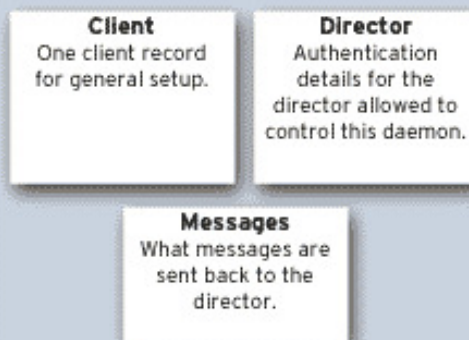 Client
One client record
for general setup.
Director
Authentication
details for the
director allowed to
control this daemon.
Messages
What messages are
sent back to the
director.